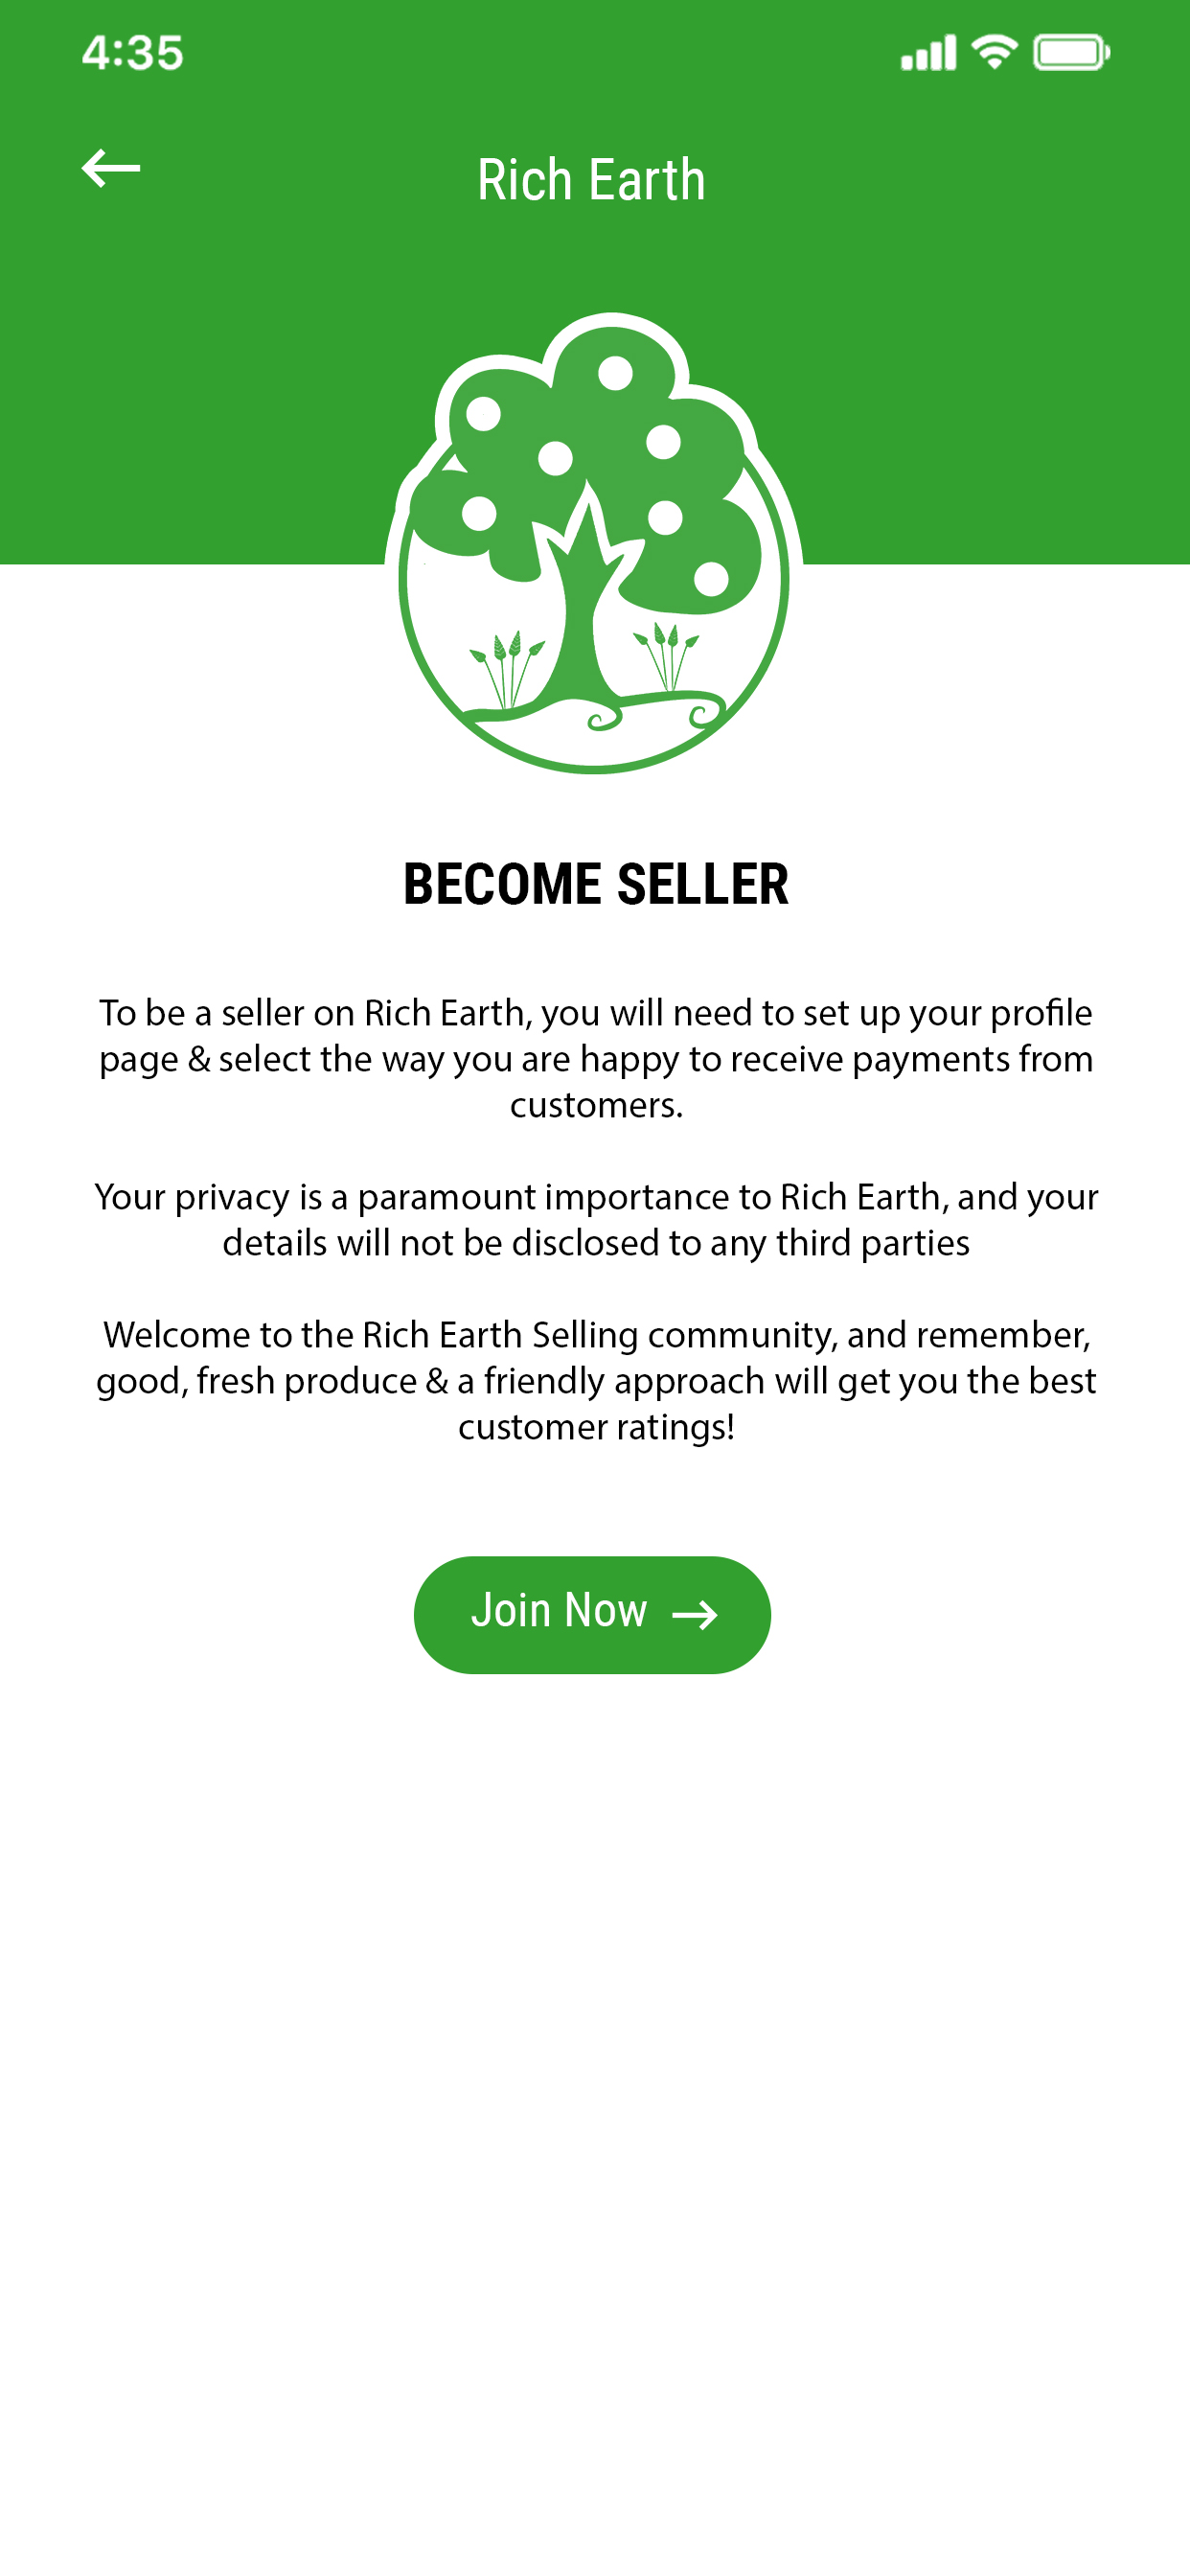 4:35
Rich Earth
BECOME SELLER
To be a seller on Rich Earth, you will need to set up your profile
page & select the way you are happy to receive payments from
customers.
Your privacy is a paramount importance to Rich Earth, and your
details will not be disclosed to any third parties
Welcome to the Rich Earth Selling community, and remember,
good, fresh produce & a friendly approach will get you the best
customer ratings!
Join Now